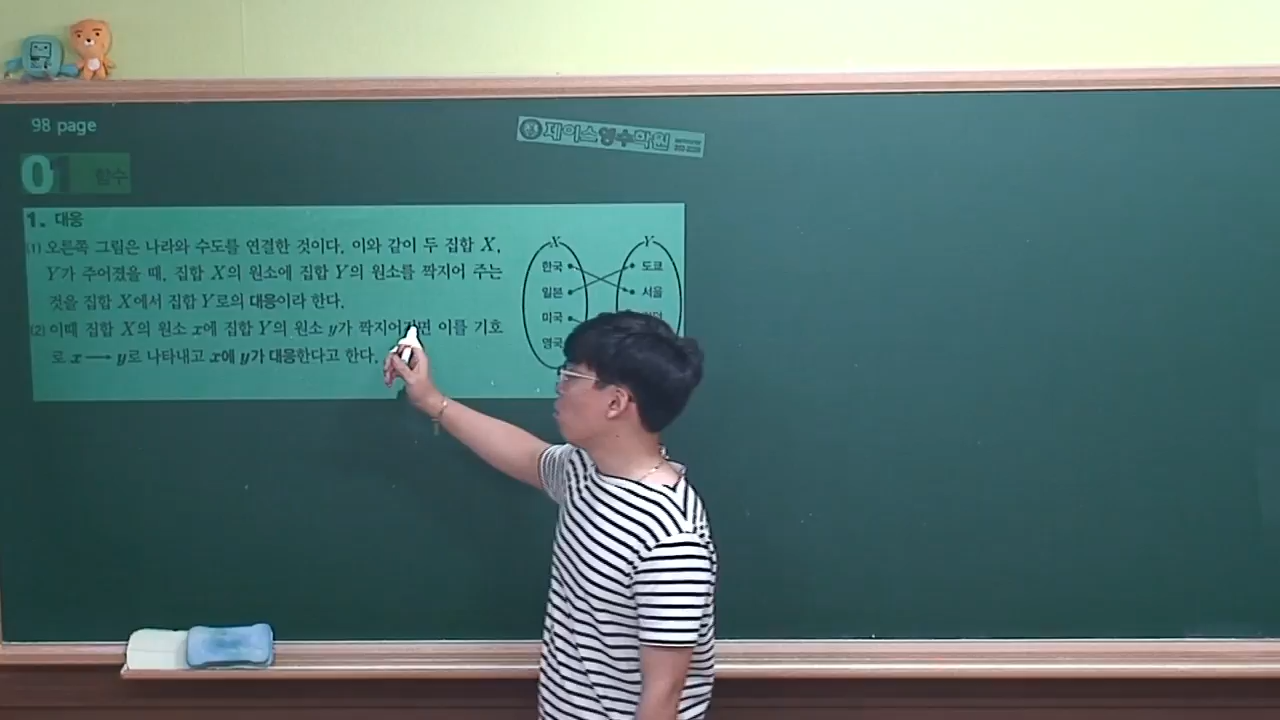 98 page
제이스영수학원
01 함수
1. 대응
(1) 오른쪽 그림은 나라와 수도를 연결한 것이다. 이와 같이 두 집합 X,
Y가 주어졌을 때, 집합 X의 원소에 집합 Y의 원소를 짝지어 주는
것을 집합 X에서 집합 Y로의 대응이라 한다.
(2) 이때 집합 X의 원소 x에 집합 Y의 원소 y가 짝지어지면 이를 기호
로 x → y로 나타내고 x에 y가 대응한다고 한다.
X Y
한국 도쿄
일본 서울
미국
영국